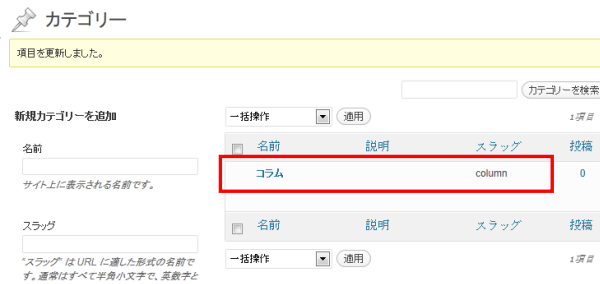 カテゴリー
項目を更新しました。
カテゴリーを検索
新規カテゴリーを追加
一括操作 適用 1項目
名前
サイト上に表示される名前です。
スラッグ
"スラッグ" は URL に適した形式の名前で
す。通常はすべて半角小文字で、英数字と
名前 説明 スラッグ 投稿
コラム column 0
名前 説明 スラッグ 投稿
一括操作 適用 1項目